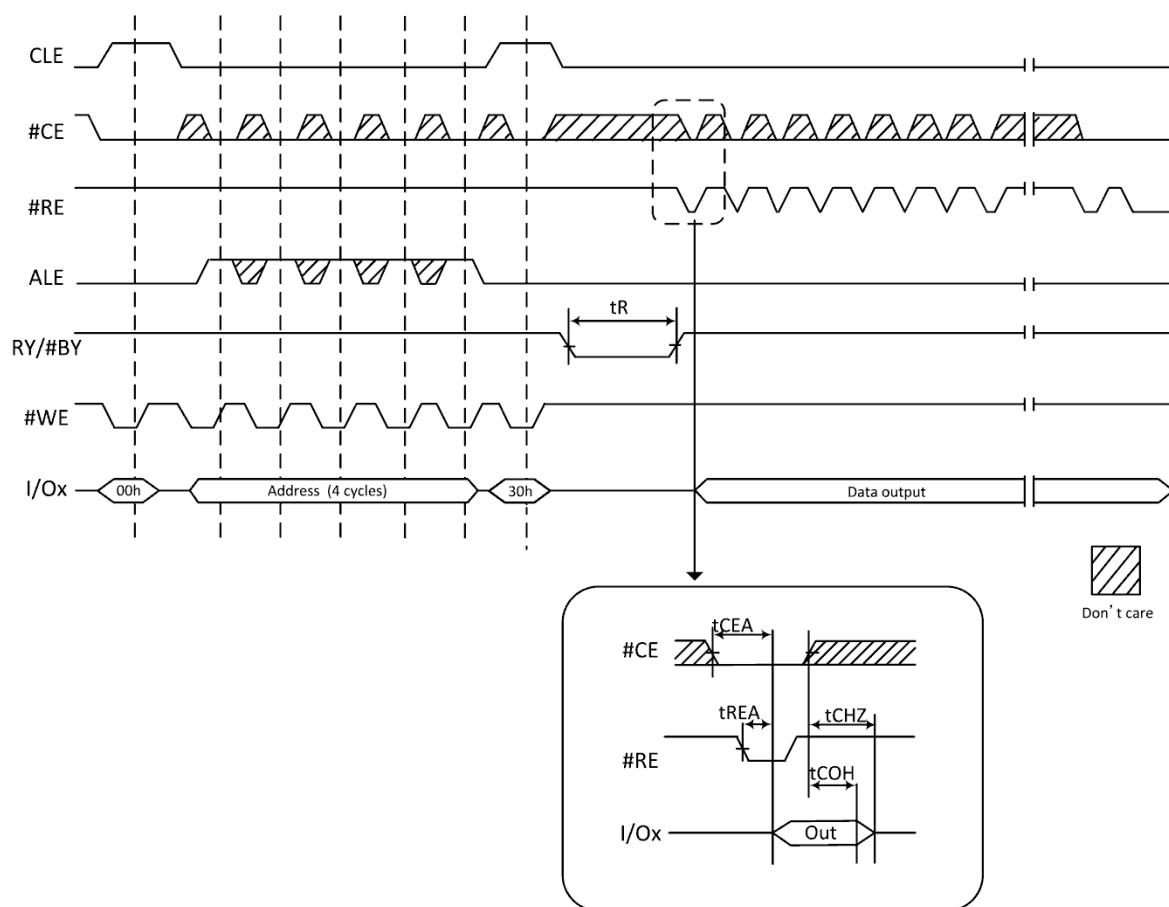 CLE
#CE
#RE
ALE
tR
RY/#BY
#WE
I/Ox
00h
Address (4 cycles)
30h
Data output
Don't care
tCEA
#CE
tREA
tCHZ
#RE
tCOH
I/Ox
Out